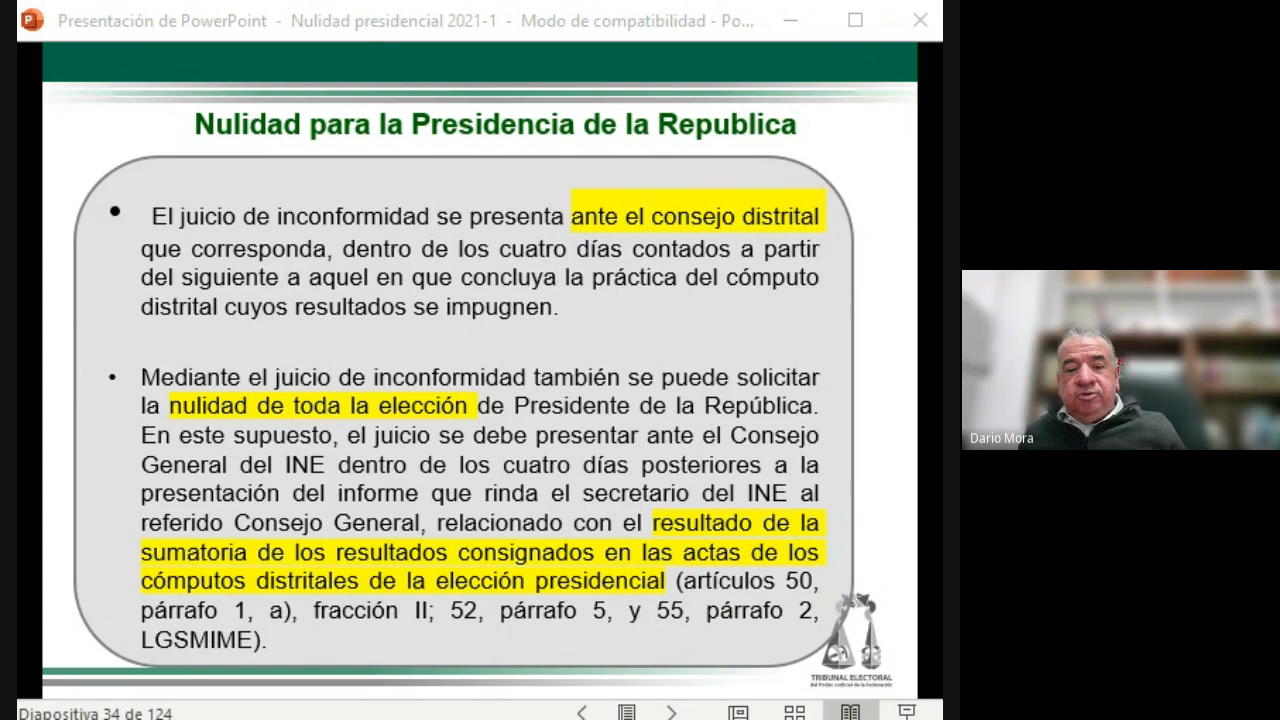 Presentación de PowerPoint - Nulidad presidencial 2021-1 - Modo de compatibilidad - Po...
Nulidad para la Presidencia de la Republica
• El juicio de inconformidad se presenta ante el consejo distrital
que corresponda, dentro de los cuatro días contados a partir
del siguiente a aquel en que concluya la práctica del cómputo
distrital cuyos resultados se impugnen.
• Mediante el juicio de inconformidad también se puede solicitar
la nulidad de toda la elección de Presidente de la República.
En este supuesto, el juicio se debe presentar ante el Consejo
General del INE dentro de los cuatro días posteriores a la
presentación del informe que rinda el secretario del INE al
referido Consejo General, relacionado con el resultado de la
sumatoria de los resultados consignados en las actas de los
cómputos distritales de la elección presidencial (artículos 50,
párrafo 1, a), fracción II; 52, párrafo 5, y 55, párrafo 2,
LGSMIME).
TRIBUNAL ELECTORAL
del Poder Judicial de la Federación
Diapositiva 34 de 124
Dario Mora